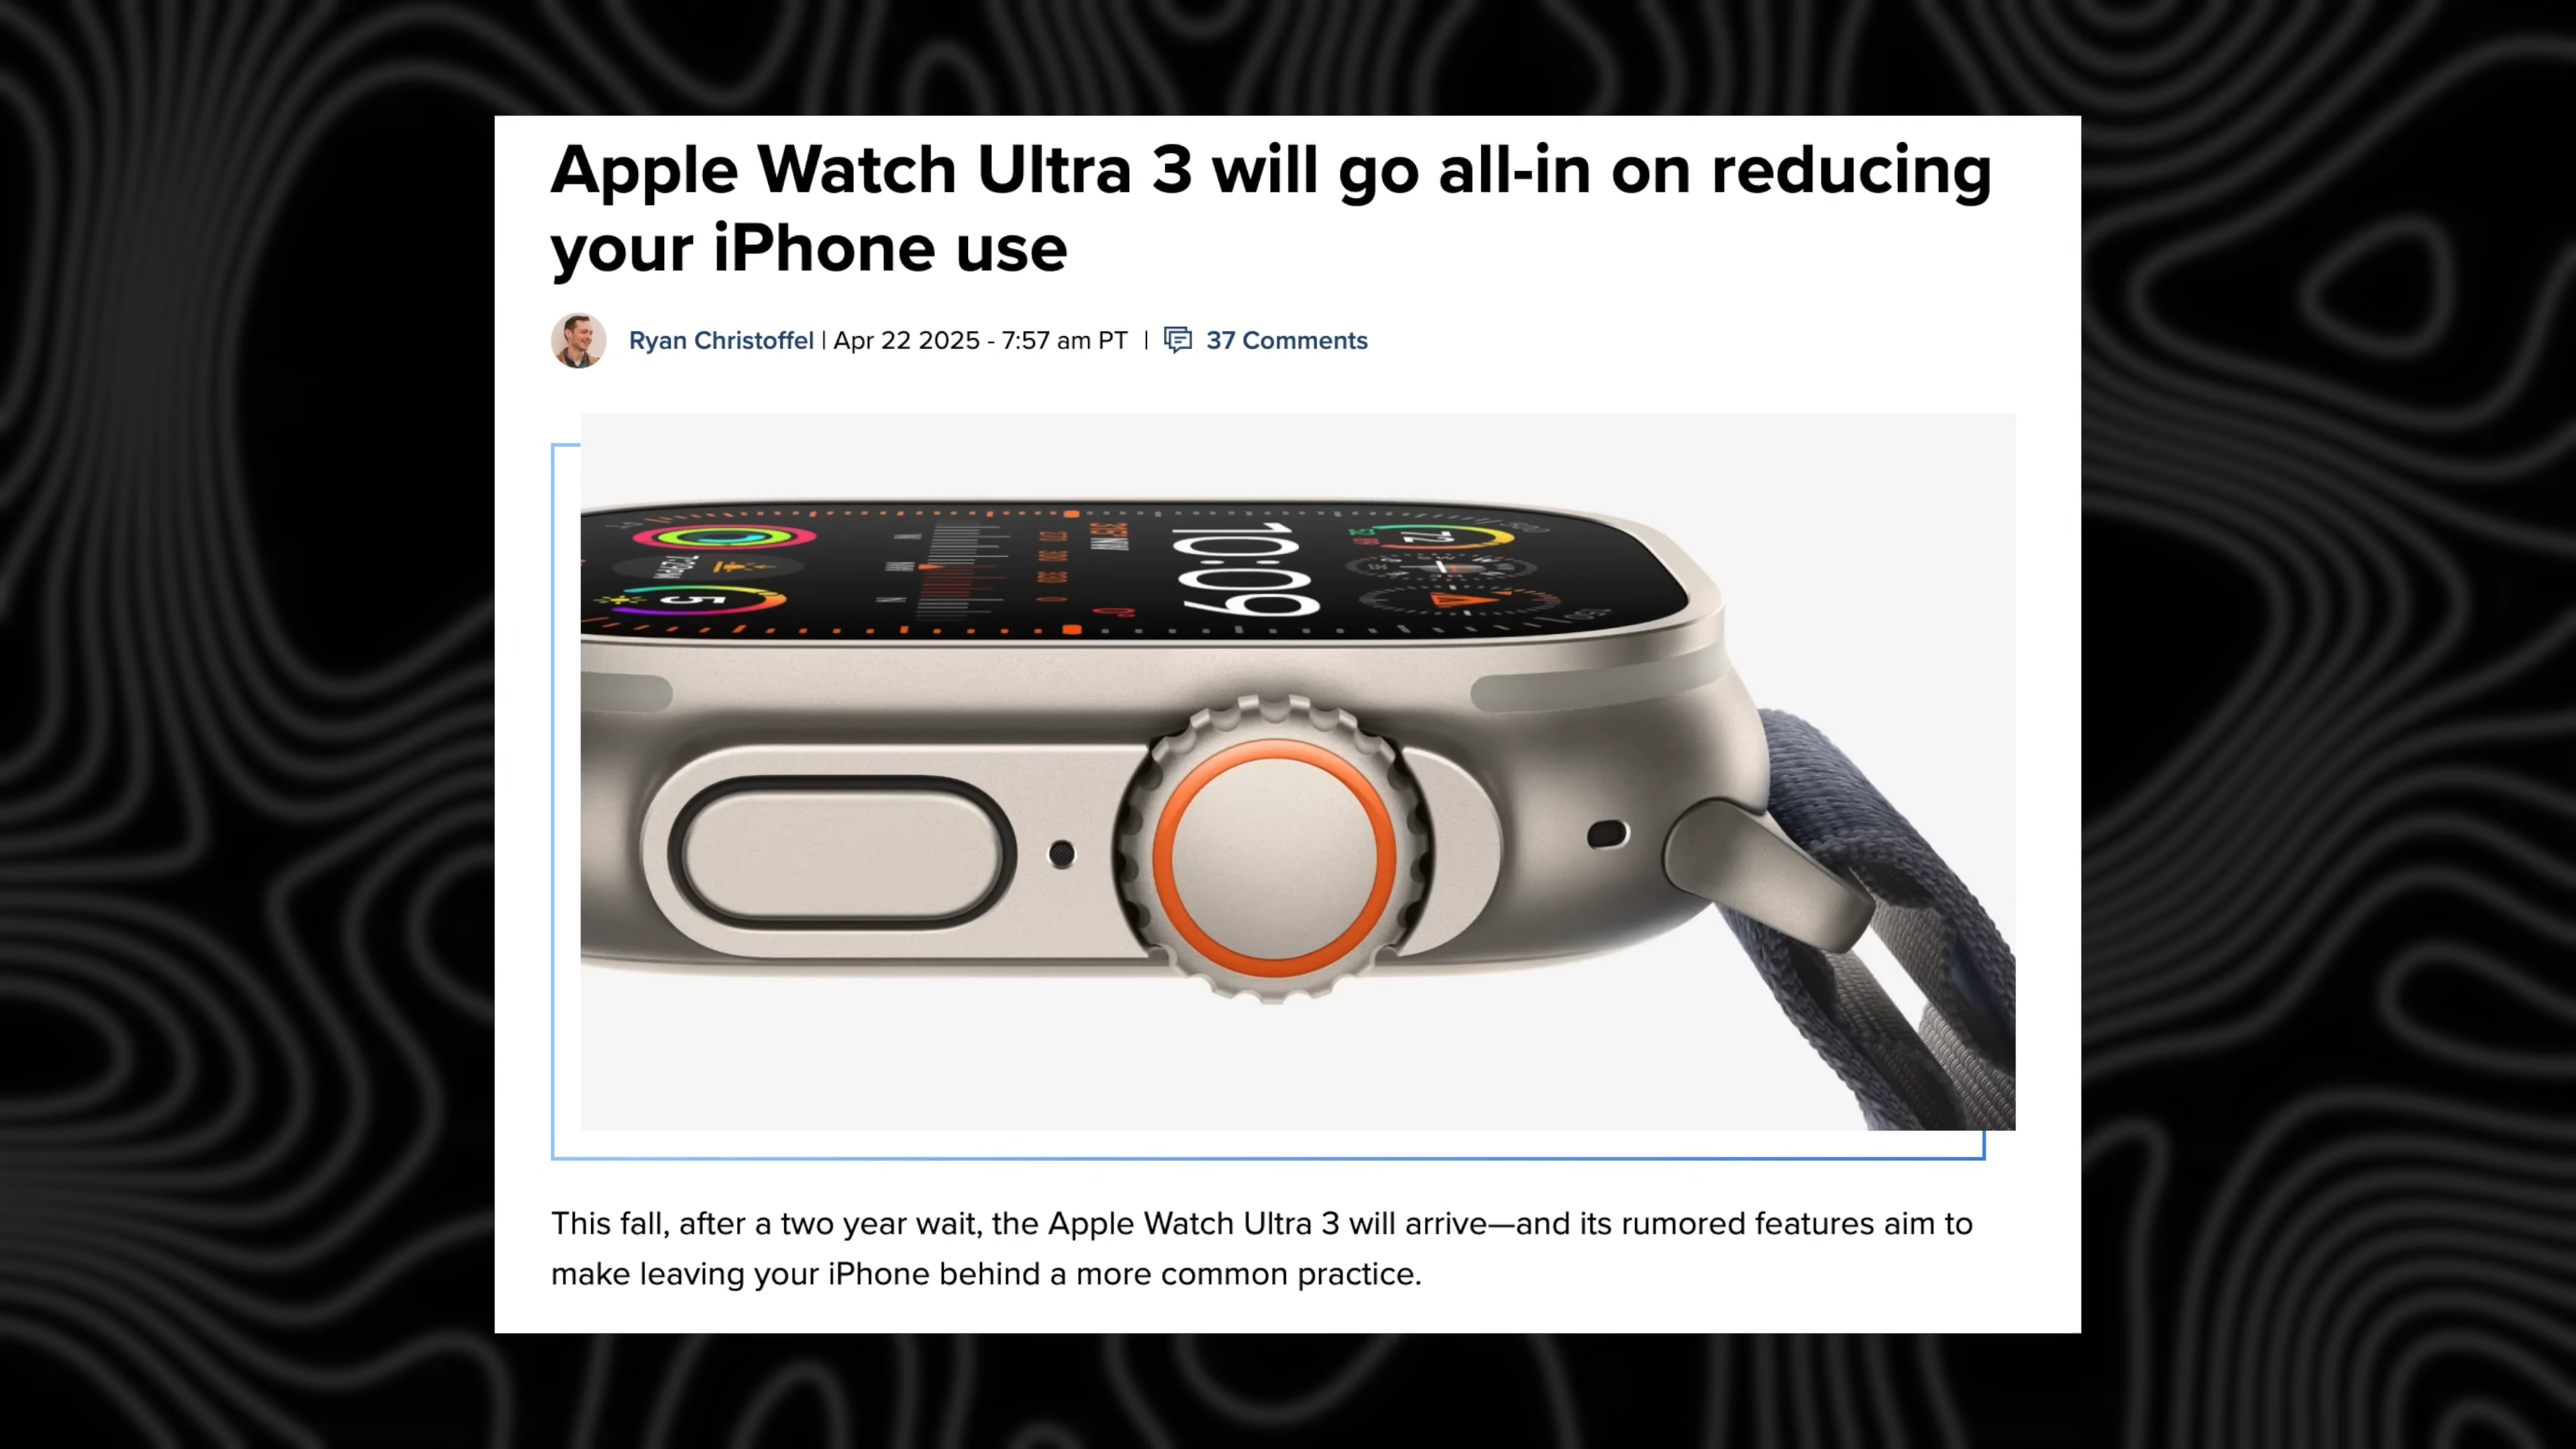 Apple Watch Ultra 3 will go all-in on reducing
your iPhone use
Ryan Christoffel | Apr 22 2025 - 7:57 am PT | 37 Comments
10:09
72
5
This fall, after a two year wait, the Apple Watch Ultra 3 will arrive—and its rumored features aim to
make leaving your iPhone behind a more common practice.